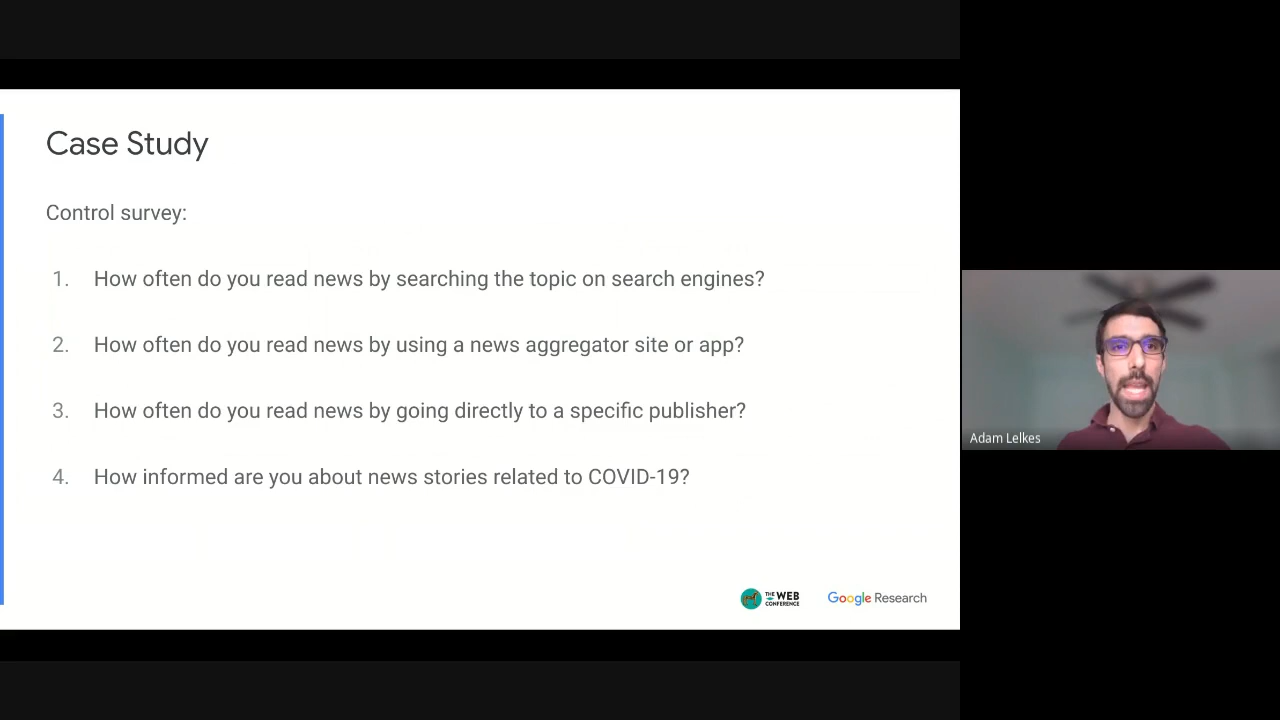 Case Study
Control survey:
1. How often do you read news by searching the topic on search engines?
2. How often do you read news by using a news aggregator site or app?
3. How often do you read news by going directly to a specific publisher?
4. How informed are you about news stories related to COVID-19?
Adam Lelkes
THE WEB CONFERENCE
Google Research